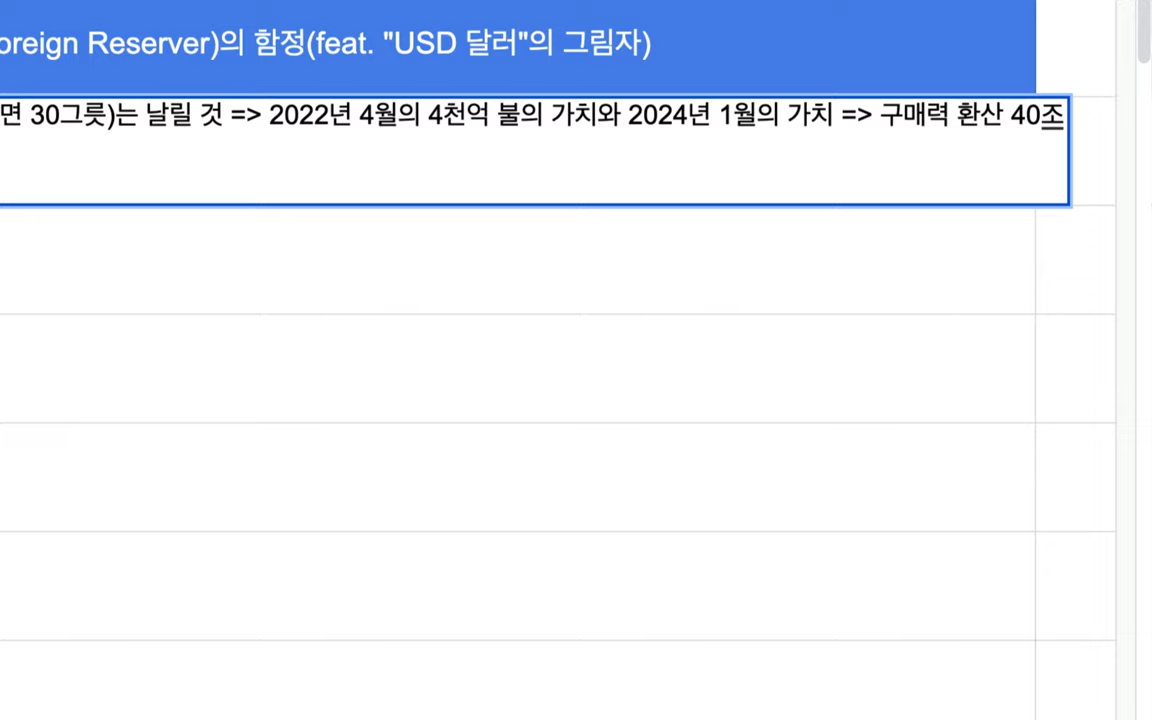 oreign Reserver)의 함정(feat. "USD 달러"의 그림자)
면 30그릇)는 날릴 것 => 2022년 4월의 4천억 불의 가치와 2024년 1월의 가치 => 구매력 환산 40조